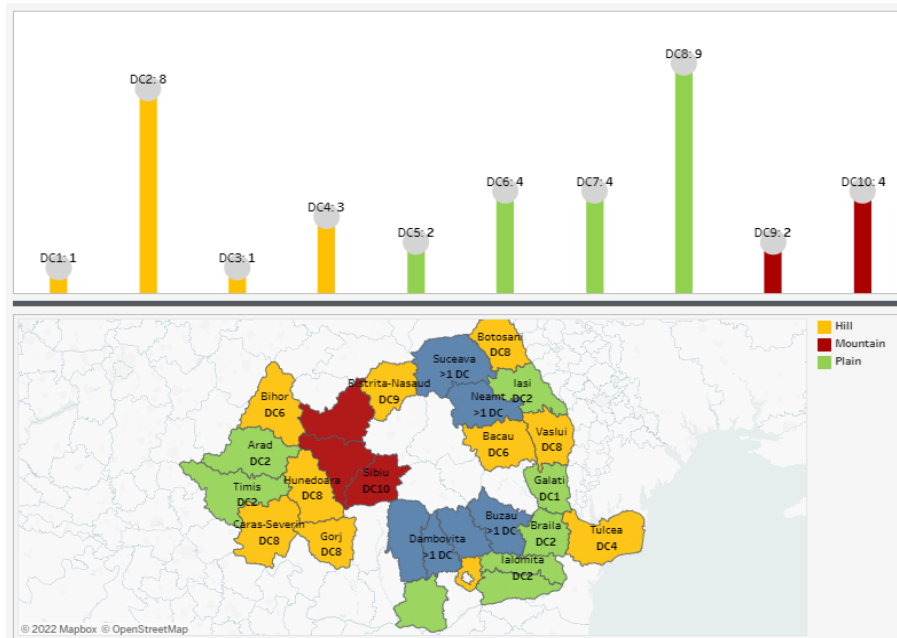 DC1: 1
DC2: 8
DC3: 1
DC4: 3
DC5: 2
DC6: 4
DC7: 4
DC8: 9
DC9: 2
DC10: 4
Hill
Mountain
Plain
Botosani
DC8
Suceava
>1 DC
Bistrita-Nasaud
DC9
Iasi
DC2
Bihor
DC6
Neamt
>1 DC
Vaslui
DC8
Bacau
DC6
Arad
DC2
Sibiu
DC10
Hunedoara
DC8
Timis
DC2
Galati
DC1
Caras-Severin
DC8
Gorj
DC8
Buzau
>1 DC
Braila
DC2
Tulcea
DC4
Dambovita
>1 DC
Ialomita
DC2
© 2022 Mapbox © OpenStreetMap